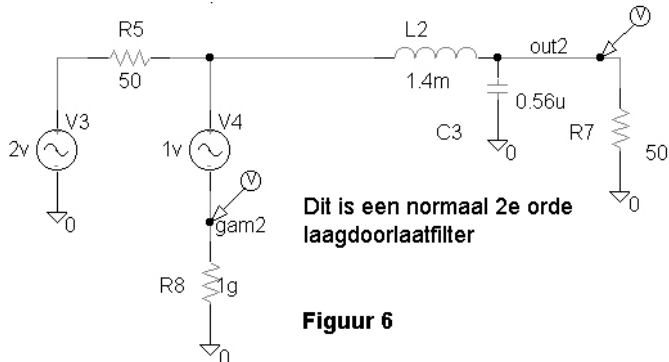 R5
50
L2
1.4m
out2
V
V3
2v
V4
1v
0.56u
C3
0
R7
50
0
0
V
gam2
R8
1g
0
Dit is een normaal 2e orde
laagdoorlaatfilter
Figuur 6